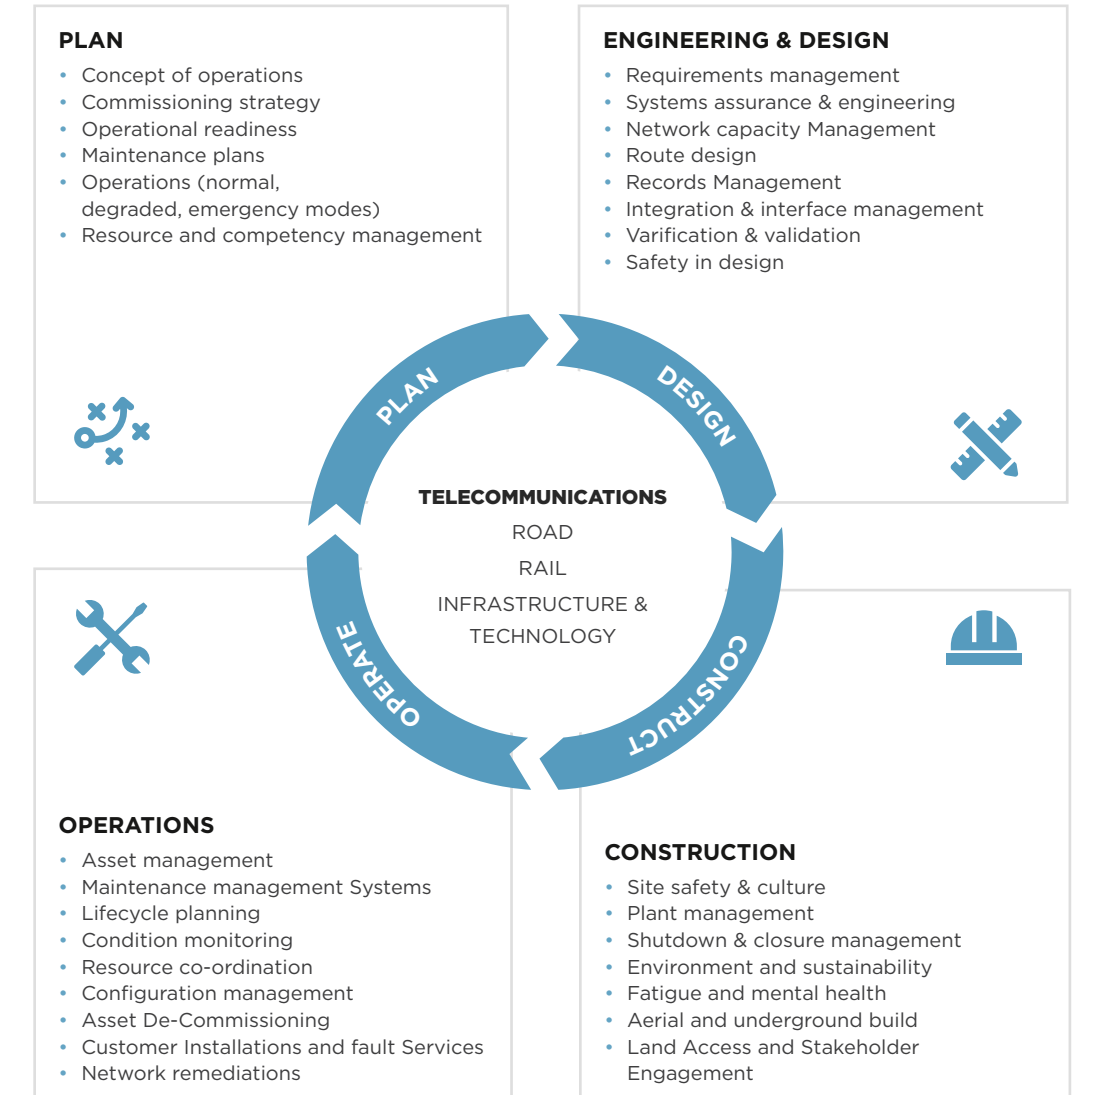 PLAN
• Concept of operations
• Commissioning strategy
• Operational readiness
• Maintenance plans
• Operations (normal,
degraded, emergency modes)
• Resource and competency management
ENGINEERING & DESIGN
• Requirements management
• Systems assurance & engineering
• Network capacity Management
• Route design
• Records Management
• Integration & interface management
• Varification & validation
• Safety in design
PLAN
DESIGN
CONSTRUCT
OPERATE
TELECOMMUNICATIONS
ROAD
RAIL
INFRASTRUCTURE &
TECHNOLOGY
OPERATIONS
• Asset management
• Maintenance management Systems
• Lifecycle planning
• Condition monitoring
• Resource co-ordination
• Configuration management
• Asset De-Commissioning
• Customer Installations and fault Services
• Network remediations
CONSTRUCTION
• Site safety & culture
• Plant management
• Shutdown & closure management
• Environment and sustainability
• Fatigue and mental health
• Aerial and underground build
• Land Access and Stakeholder
Engagement